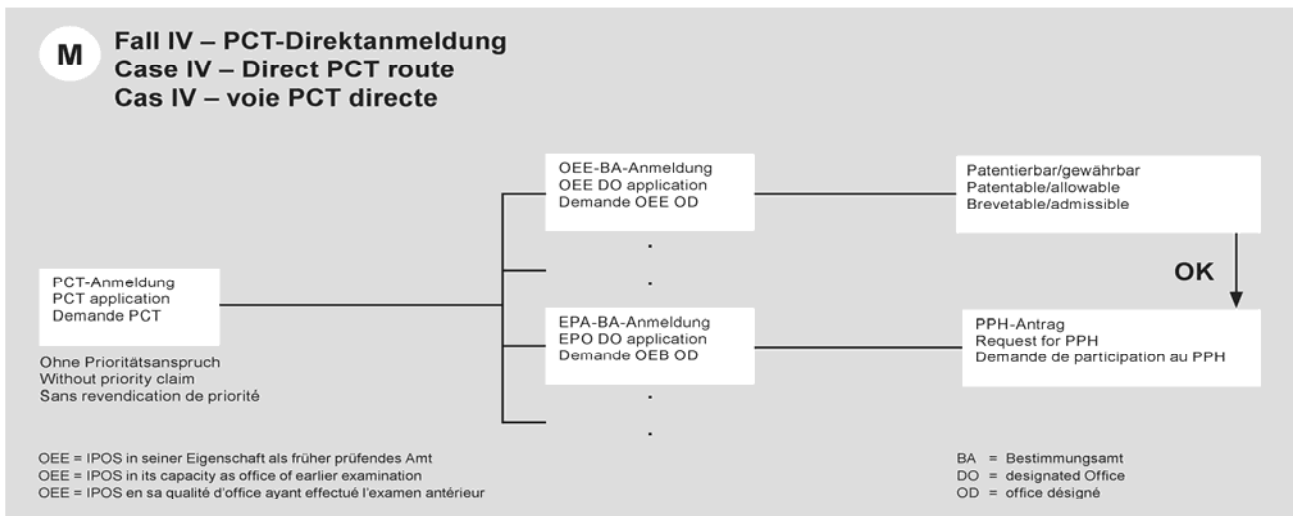 M
Fall IV – PCT-Direktanmeldung
Case IV – Direct PCT route
Cas IV – voie PCT directe
OEE-BA-Anmeldung
OEE DO application
Demande OEE OD
Patentierbar/gewährbar
Patentable/allowable
Brevetable/admissible
OK
PCT-Anmeldung
PCT application
Demande PCT
Ohne Prioritätsanspruch
Without priority claim
Sans revendication de priorité
EPA-BA-Anmeldung
EPO DO application
Demande OEB OD
PPH-Antrag
Request for PPH
Demande de participation au PPH
OEE = IPOS in seiner Eigenschaft als früher prüfendes Amt
OEE = IPOS in its capacity as office of earlier examination
OEE = IPOS en sa qualité d'office ayant effectué l'examen antérieur
BA = Bestimmungsamt
DO = designated Office
OD = office désigné